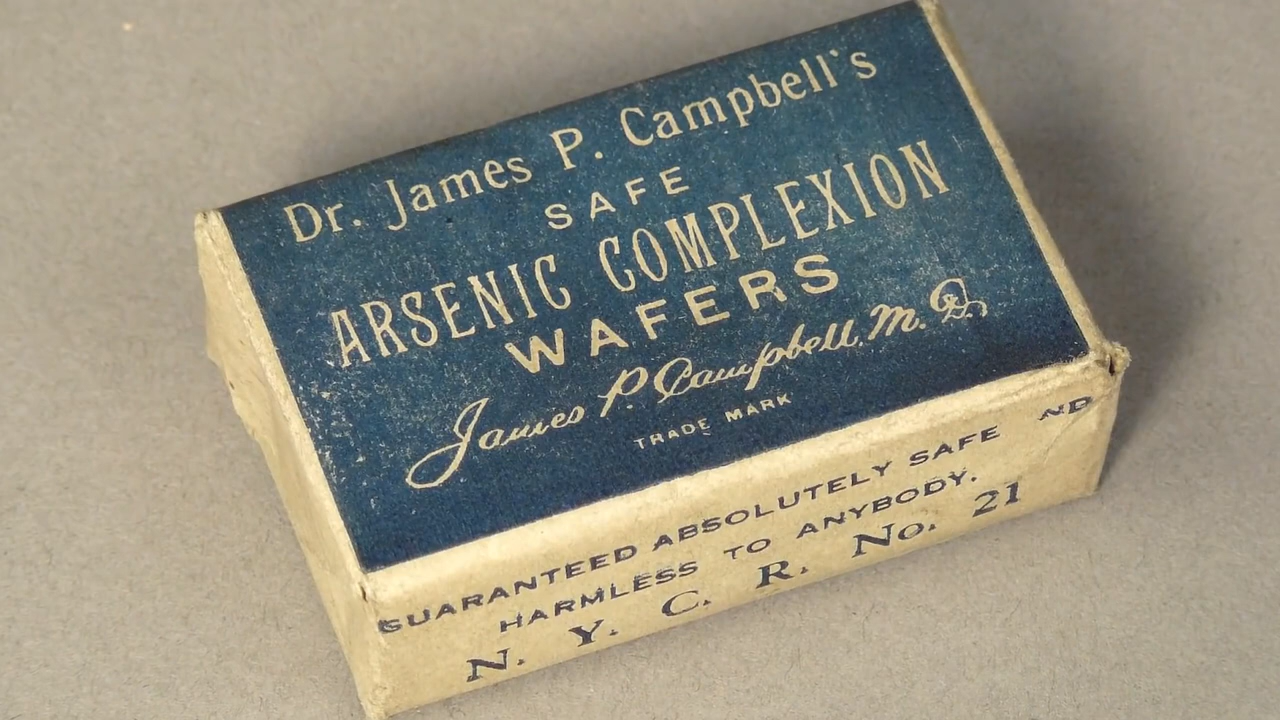 Dr. James P. Campbell's
SAFE
ARSENIC COMPLEXION
WAFERS
James P. Campbell, M. D.
TRADE MARK
GUARANTEED ABSOLUTELY SAFE ND
HARMLESS TO ANYBODY.
N. Y. C. R. No. 21